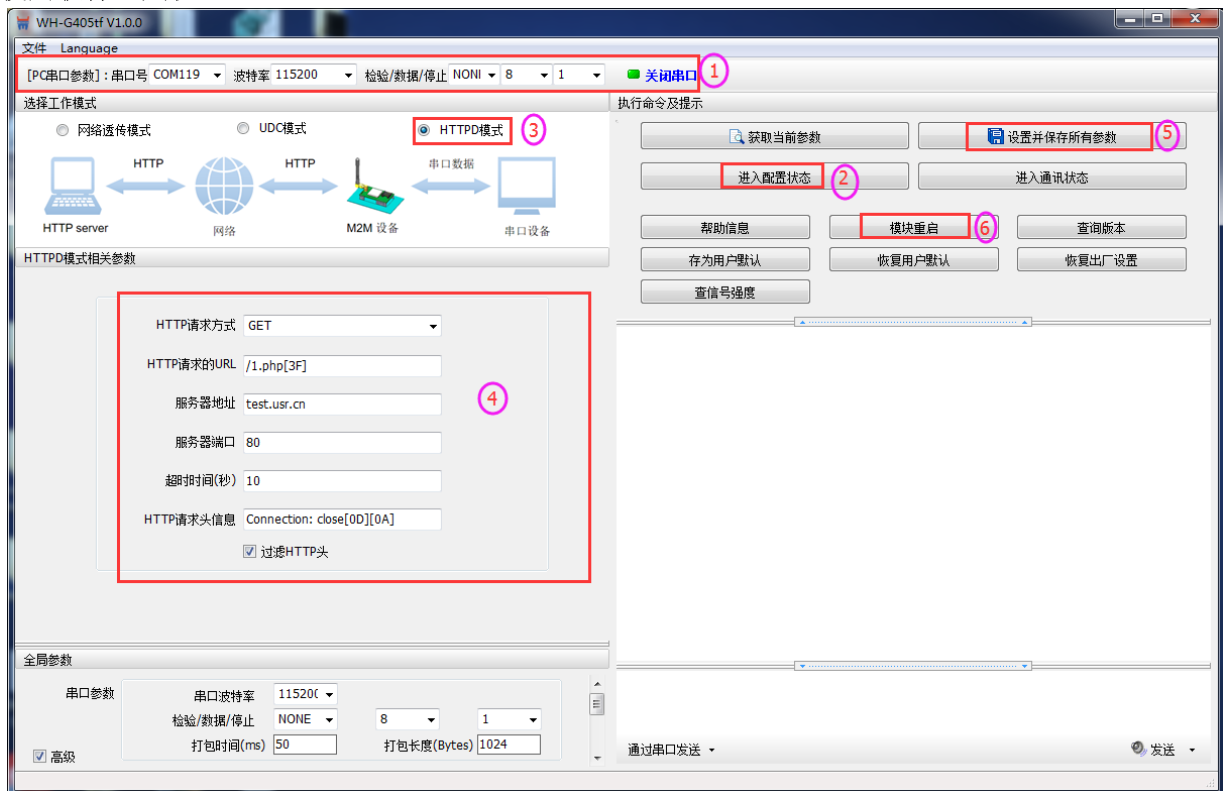 WH-G405tf V1.0.0
文件 Language
[PC串口参数]：串口号 COM119 波特率 115200 检验/数据/停止 NONI 8 1 关闭串口 1
选择工作模式
网络透传模式 UDC模式 HTTPD模式 3
HTTP HTTP 串口数据
HTTP server 网络 M2M 设备 串口设备
HTTPD模式相关参数
HTTP请求方式 GET
HTTP请求的URL /1.php[3F]
服务器地址 test.usr.cn
4
服务器端口 80
超时时间(秒) 10
HTTP请求头信息 Connection: close[0D][0A]
过滤HTTP头
全局参数
串口参数 串口波特率 11520(
检验/数据/停止 NONE 8 1
打包时间(ms) 50 打包长度(Bytes) 1024
高级
执行命令及提示
获取当前参数 设置并保存所有参数 5
进入配置状态 2 进入通讯状态
帮助信息 模块重启 6 查询版本
存为用户默认 恢复用户默认 恢复出厂设置
查信号强度
通过串口发送 发送